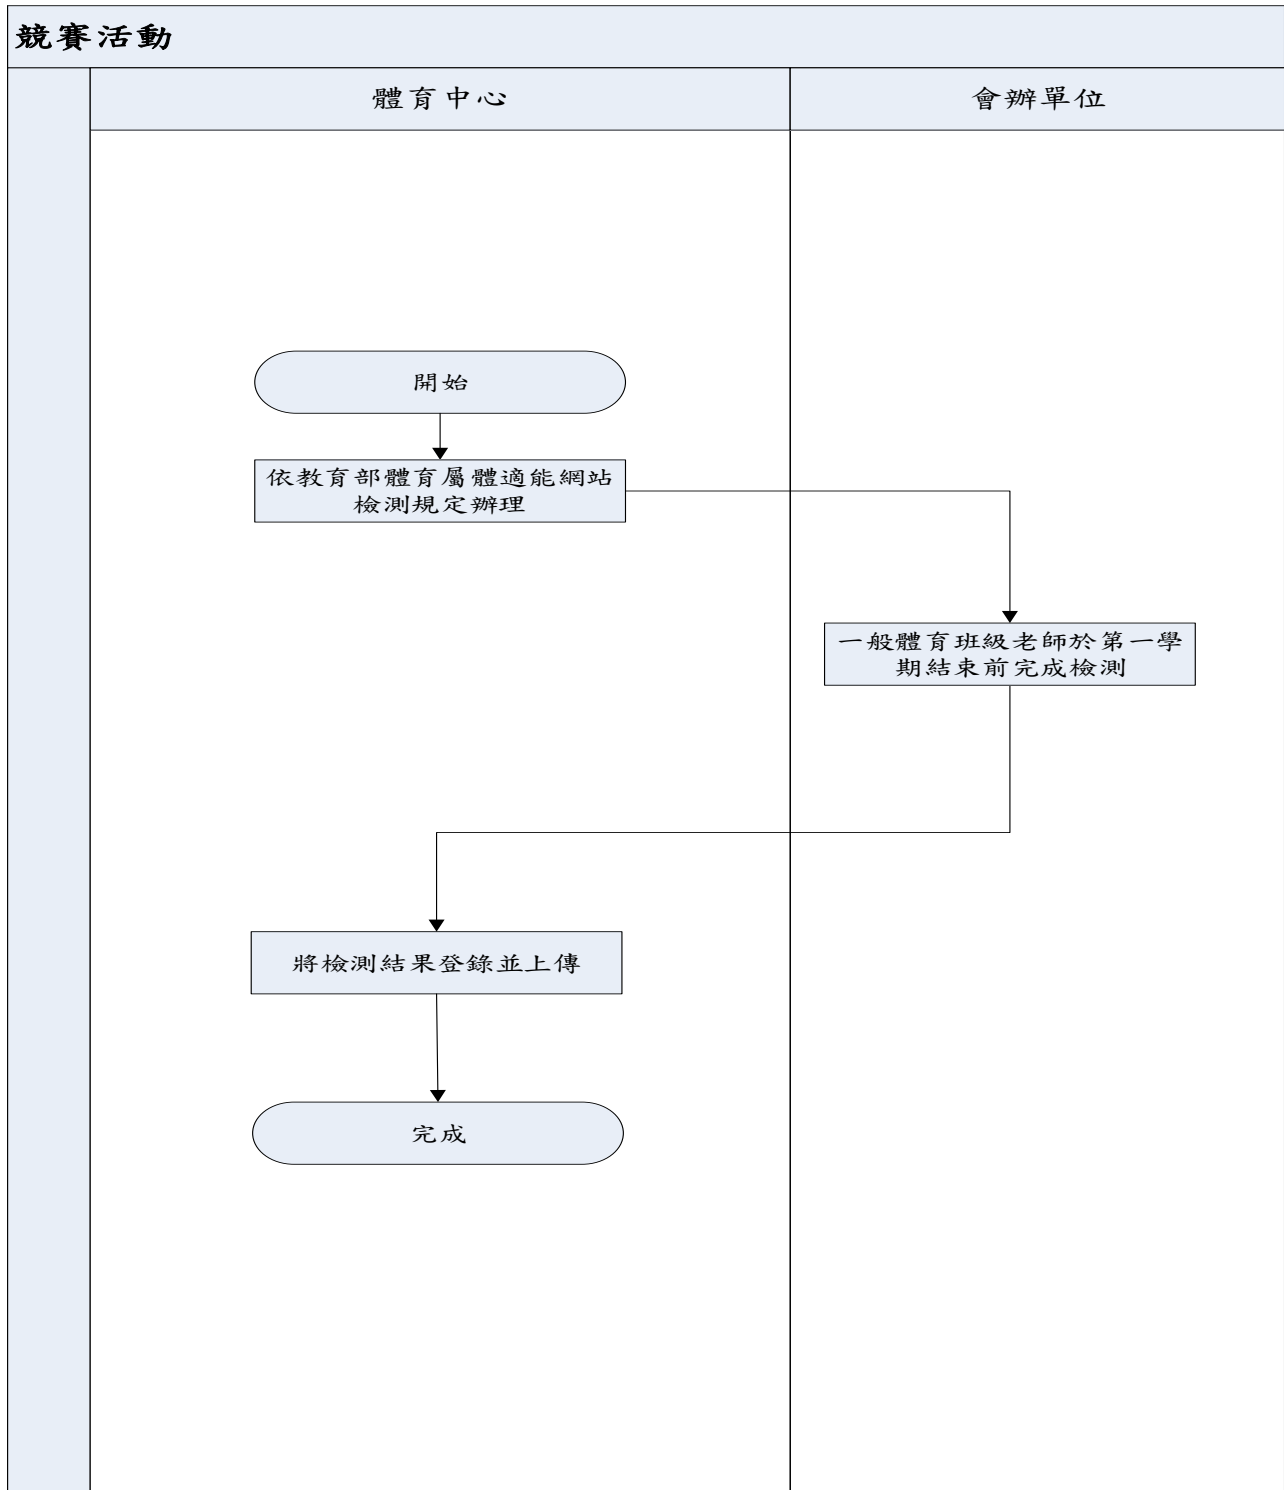 競賽活動
體育中心
會辦單位
開始
依教育部體育屬體適能網站
檢測規定辦理
一般體育班級老師於第一學
期結束前完成檢測
將檢測結果登錄並上傳
完成